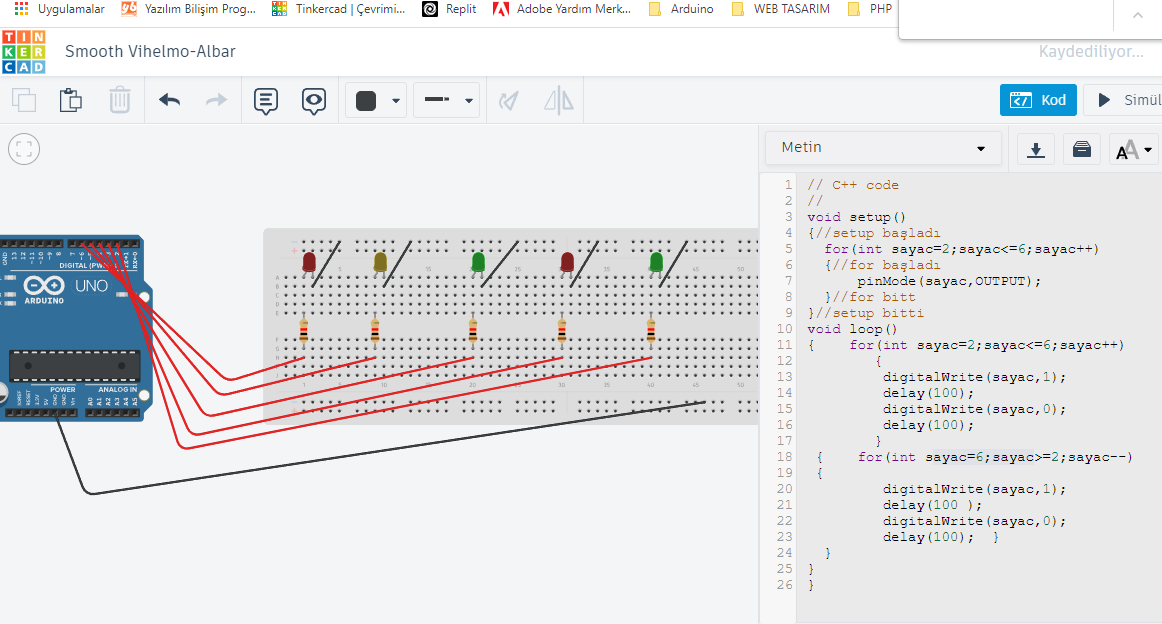 Uygulamalar Yazılım Bilişim Prog... Tinkercad | Çevrimi... Replit Adobe Yardım Merk... Arduino WEB TASARIM PHP
TIN
KER
CAD
Smooth Vihelmo-Albar
Kaydediliyor...
Kod
Simül
Metin
AA
1 // C++ code
2 //
3 void setup()
4 {//setup başladı
5 for(int sayac=2;sayac<=6;sayac++)
6 {//for başladı
7 pinMode(sayac,OUTPUT);
8 }//for bitt
9 }//setup bitti
10 void loop()
11 { for(int sayac=2;sayac<=6;sayac++)
12 {
13 digitalWrite(sayac,1);
14 delay(100);
15 digitalWrite(sayac,0);
16 delay(100);
17 }
18 { for(int sayac=6;sayac>=2;sayac--)
19 {
20 digitalWrite(sayac,1);
21 delay(100 );
22 digitalWrite(sayac,0);
23 delay(100); }
24 }
25 }
26 }
DIGITAL (PW
UNO
ARDUINO
POWER
ANALOG IN